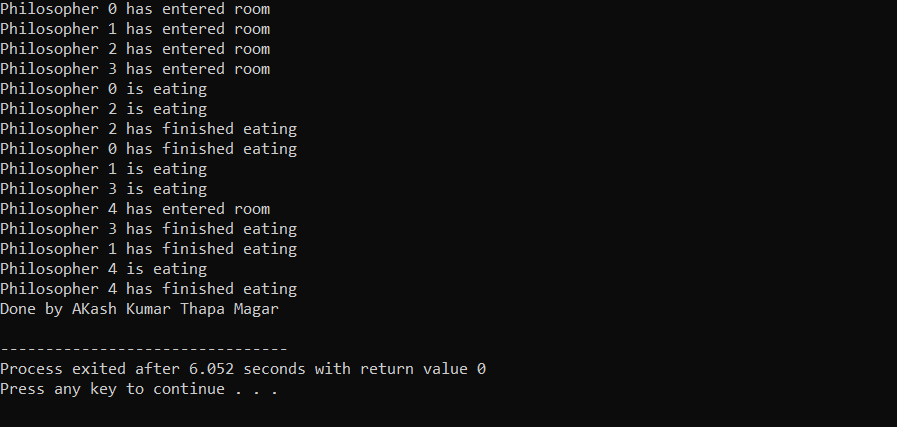 Philosopher 0 has entered room
Philosopher 1 has entered room
Philosopher 2 has entered room
Philosopher 3 has entered room
Philosopher 0 is eating
Philosopher 2 is eating
Philosopher 2 has finished eating
Philosopher 0 has finished eating
Philosopher 1 is eating
Philosopher 3 is eating
Philosopher 4 has entered room
Philosopher 3 has finished eating
Philosopher 1 has finished eating
Philosopher 4 is eating
Philosopher 4 has finished eating
Done by AKash Kumar Thapa Magar
--------------------------------
Process exited after 6.052 seconds with return value 0
Press any key to continue . . .